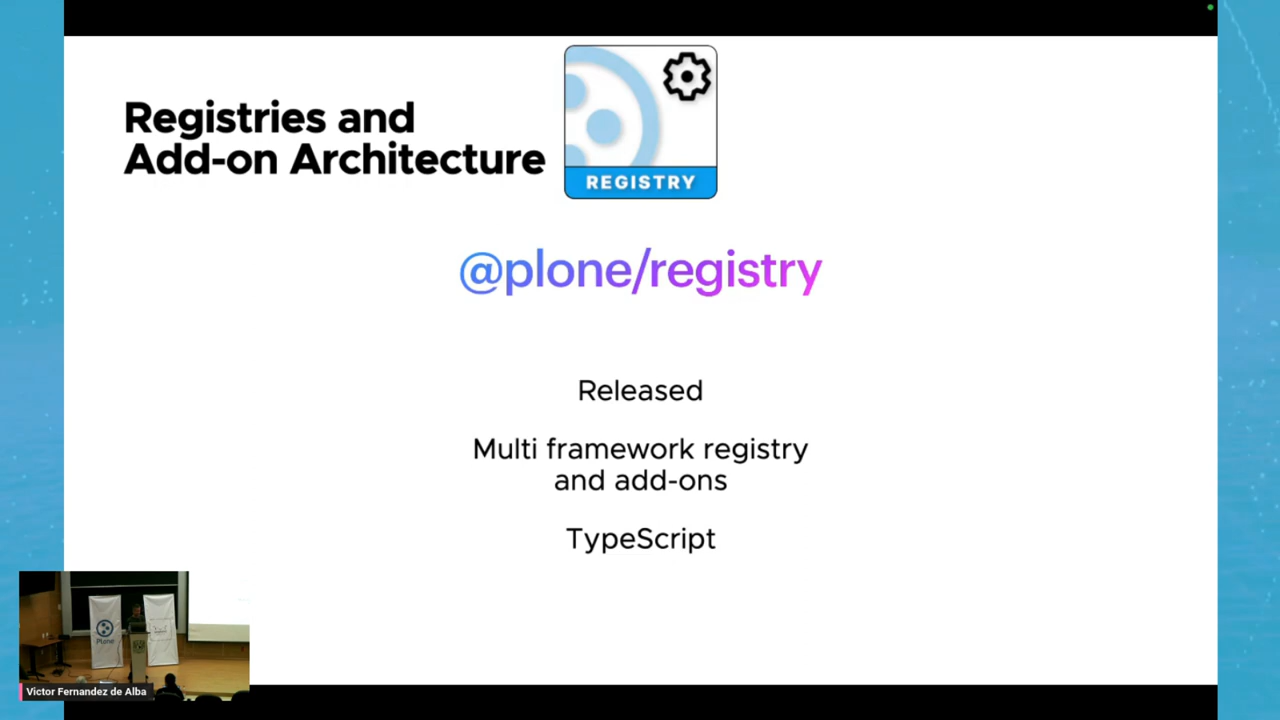 Registries and
Add-on Architecture
REGISTRY
@plone/registry
Released
Multi framework registry
and add-ons
TypeScript
Plone
Victor Fernandez de Alba